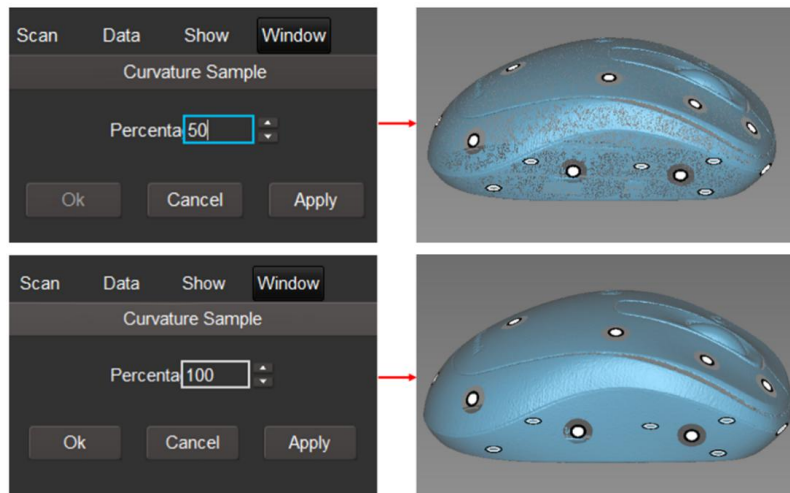 Scan Data Show Window
Curvature Sample
Percenta 50
Ok Cancel Apply
Scan Data Show Window
Curvature Sample
Percenta 100
Ok Cancel Apply